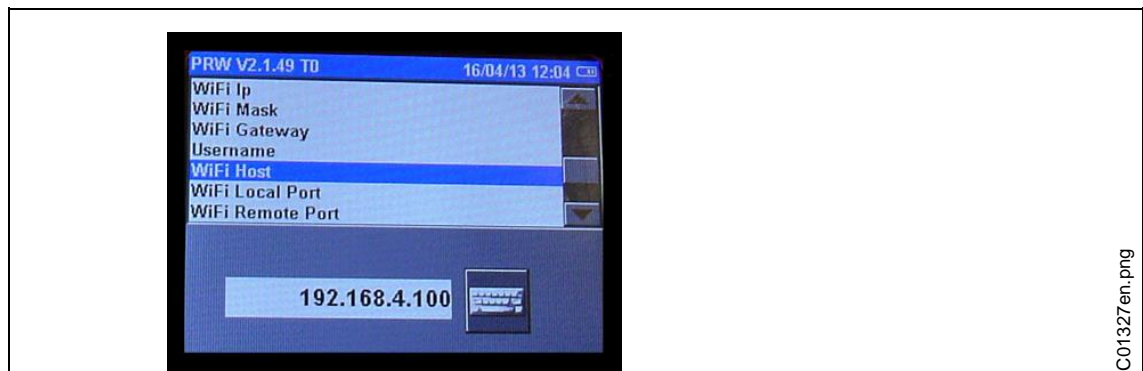 PRW V2.1.49 T0 16/04/13 12:04
WiFi Ip
WiFi Mask
WiFi Gateway
Username
WiFi Host
WiFi Local Port
WiFi Remote Port
192.168.4.100
C01327en.png